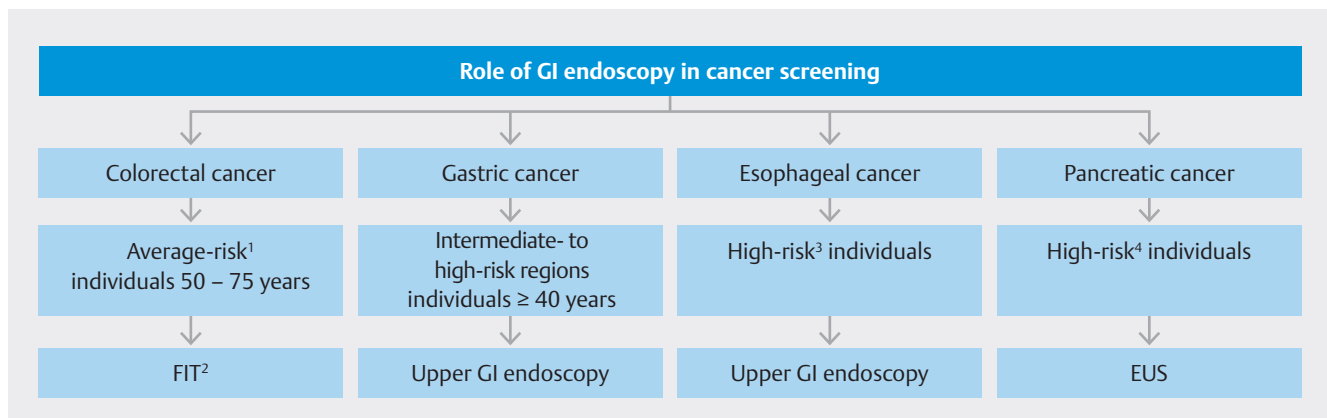 Role of GI endoscopy in cancer screening
Colorectal cancer
Gastric cancer
Esophageal cancer
Pancreatic cancer
Average-risk¹
individuals 50 – 75 years
Intermediate- to
high-risk regions
individuals ≥ 40 years
High-risk³ individuals
High-risk⁴ individuals
FIT²
Upper GI endoscopy
Upper GI endoscopy
EUS